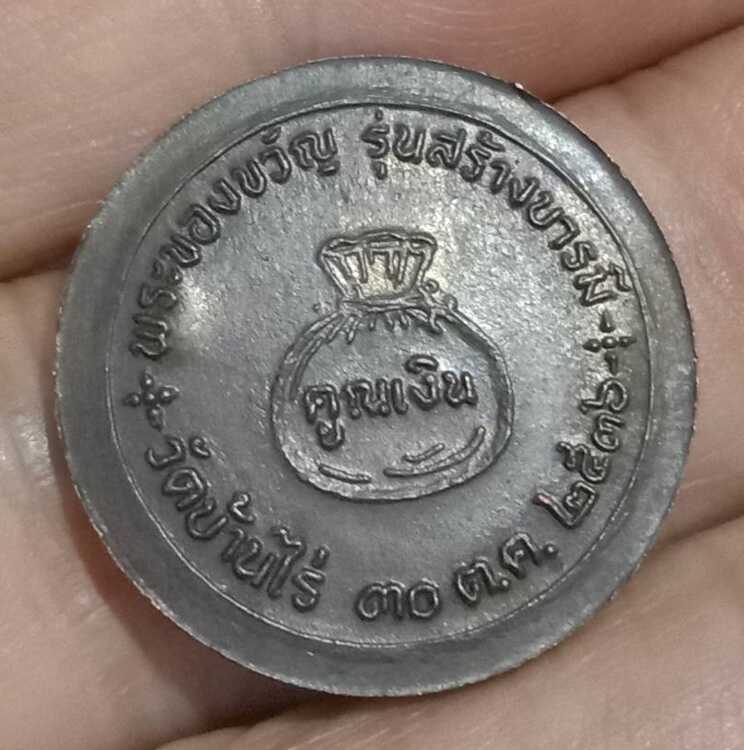 พระของขวัญ รุ่นสร้างบารมี
คูณเงิน
วัดบ้านไร่ ๓๐ ต.ค. ๒๕๓๖